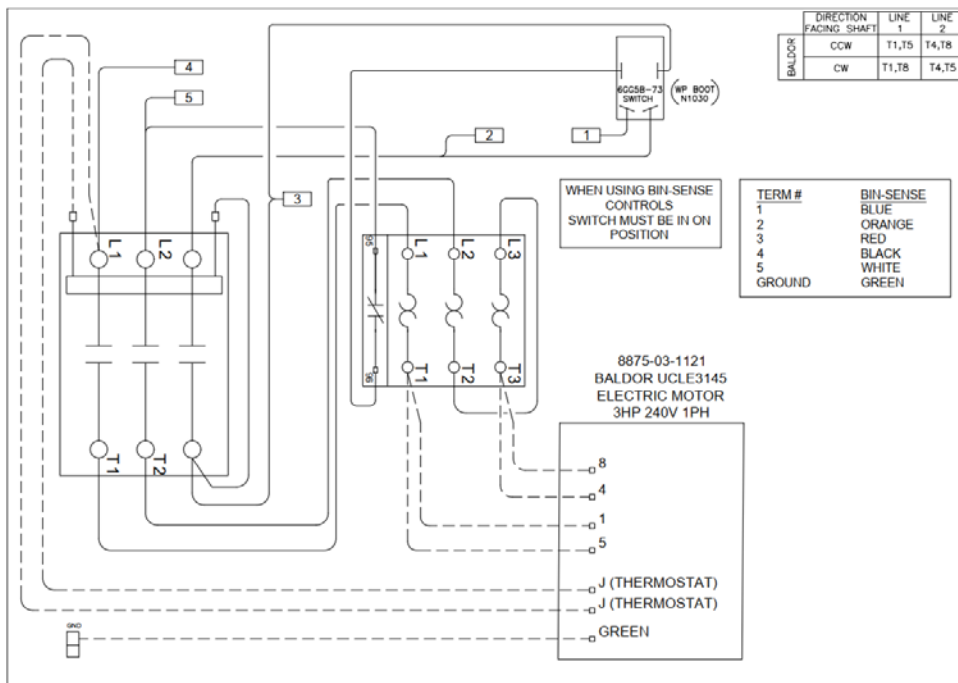 DIRECTION FACING SHAFT LINE 1 LINE 2
BALDOR
CCW T1,T5 T4,T8
CW T1,T8 T4,T5
4
5
6GG5B-73
SWITCH
(WP BOOT
N1030)
2
1
3
WHEN USING BIN-SENSE
CONTROLS
SWITCH MUST BE IN ON
POSITION
TERM # BIN-SENSE
1 BLUE
2 ORANGE
3 RED
4 BLACK
5 WHITE
GROUND GREEN
L1 L2
95 L1 L2 L3
96 T1 T2 T3
T1 T2
8875-03-1121
BALDOR UCLE3145
ELECTRIC MOTOR
3HP 240V 1PH
8
4
1
5
J (THERMOSTAT)
J (THERMOSTAT)
GND
GREEN